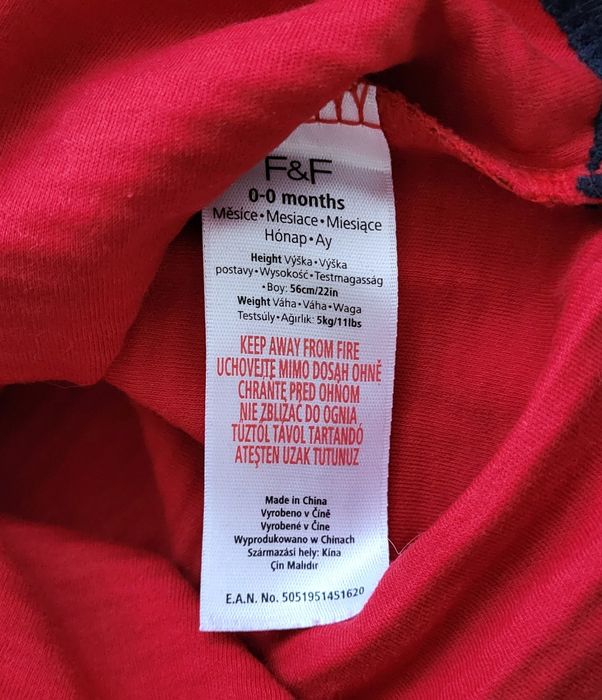 F&F
0-0 months
Měsíce•Mesiace•Miesiące
Hónap•Ay
Height Výška•Výška
postavy•Wysokość•Testmagasság
•Boy: 56cm/22in
Weight Váha•Váha•Waga
Testsúly•Ağırlık: 5kg/11lbs
KEEP AWAY FROM FIRE
UCHOVEJTE MIMO DOSAH OHNĚ
CHRÁŇTE PRED OHŇOM
NIE ZBLIŻAĆ DO OGNIA
TŰZTŐL TÁVOL TARTANDÓ
ATEŞTEN UZAK TUTUNUZ
Made in China
Vyrobeno v Číně
Vyrobené v Číne
Wyprodukowano w Chinach
Származási hely: Kína
Çin Malıdır
E.A.N. No. 5051951451620